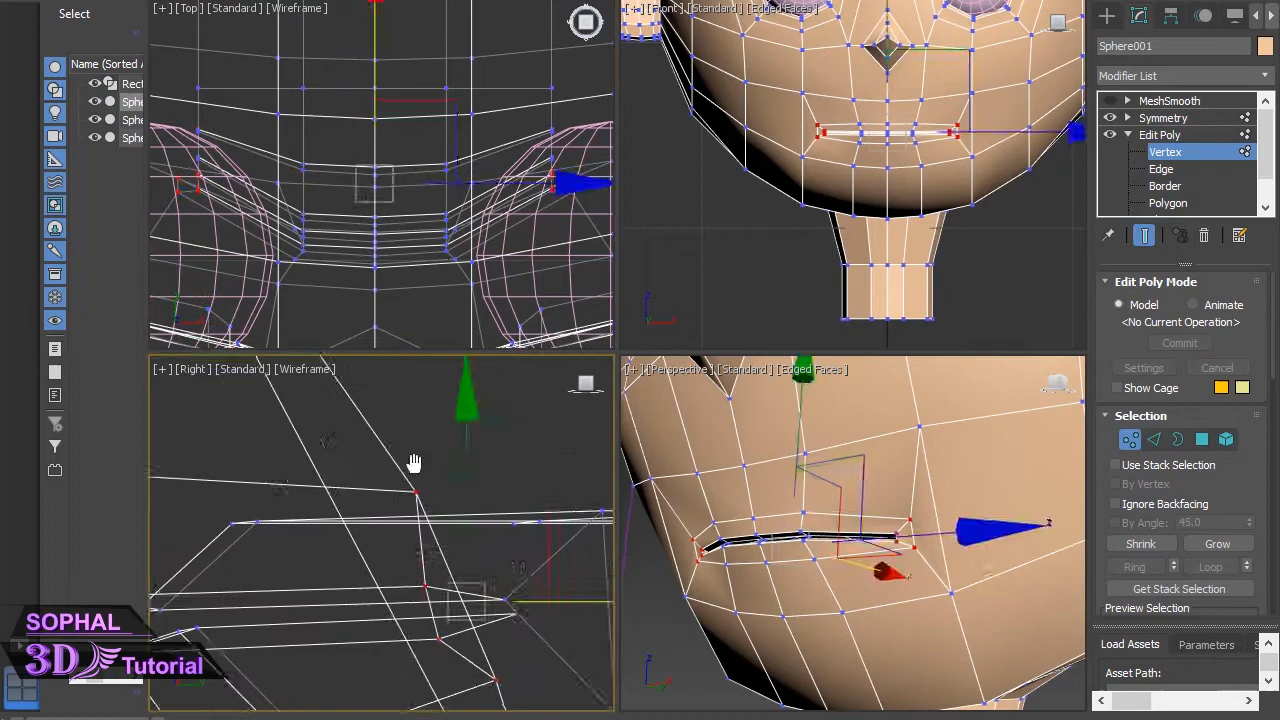 Select
Name (Sorted A
Rect
Sphe
Sphe
Sphe
[+] [Top] [Standard] [Wireframe]
[+] [Front] [Standard] [Edged Faces]
[+] [Right] [Standard] [Wireframe]
[+] [Perspective] [Standard] [Edged Faces]
Sphere001
Modifier List
MeshSmooth
Symmetry
Edit Poly
Vertex
Edge
Border
Polygon
Edit Poly Mode
Model
Animate
<No Current Operation>
Commit
Settings
Cancel
Show Cage
Selection
Use Stack Selection
By Vertex
Ignore Backfacing
By Angle: 45.0
Shrink
Grow
Ring
Loop
Get Stack Selection
Preview Selection
Load Assets
Parameters
Asset Path:
SOPHAL
3D Tutorial